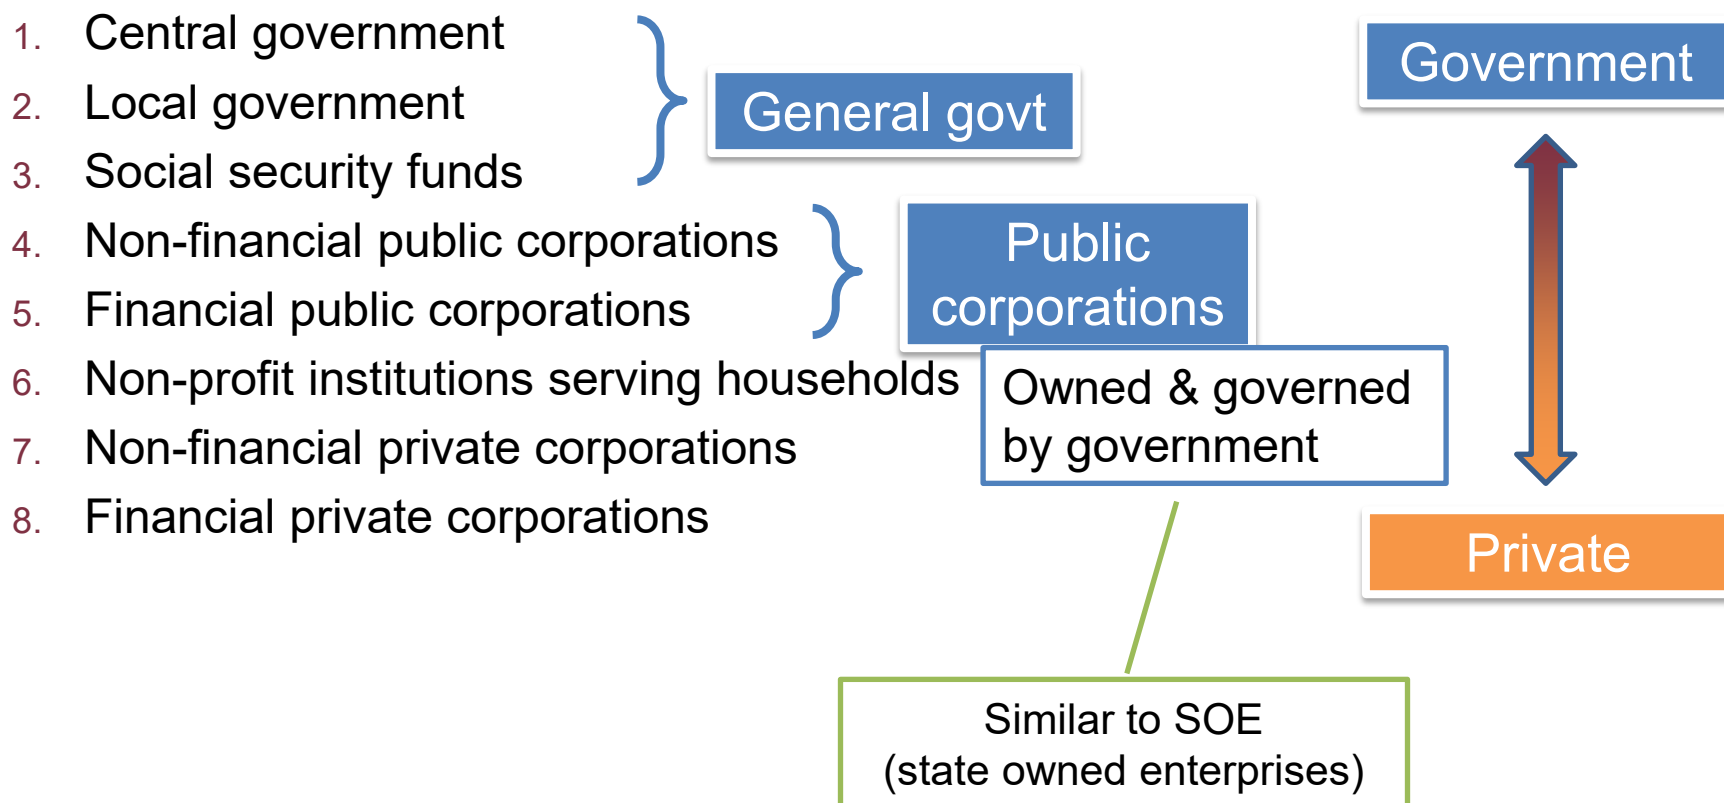 1. Central government
2. Local government
3. Social security funds
4. Non-financial public corporations
5. Financial public corporations
6. Non-profit institutions serving households
7. Non-financial private corporations
8. Financial private corporations
General govt
Public
corporations
Owned & governed
by government
Similar to SOE
(state owned enterprises)
Government
Private